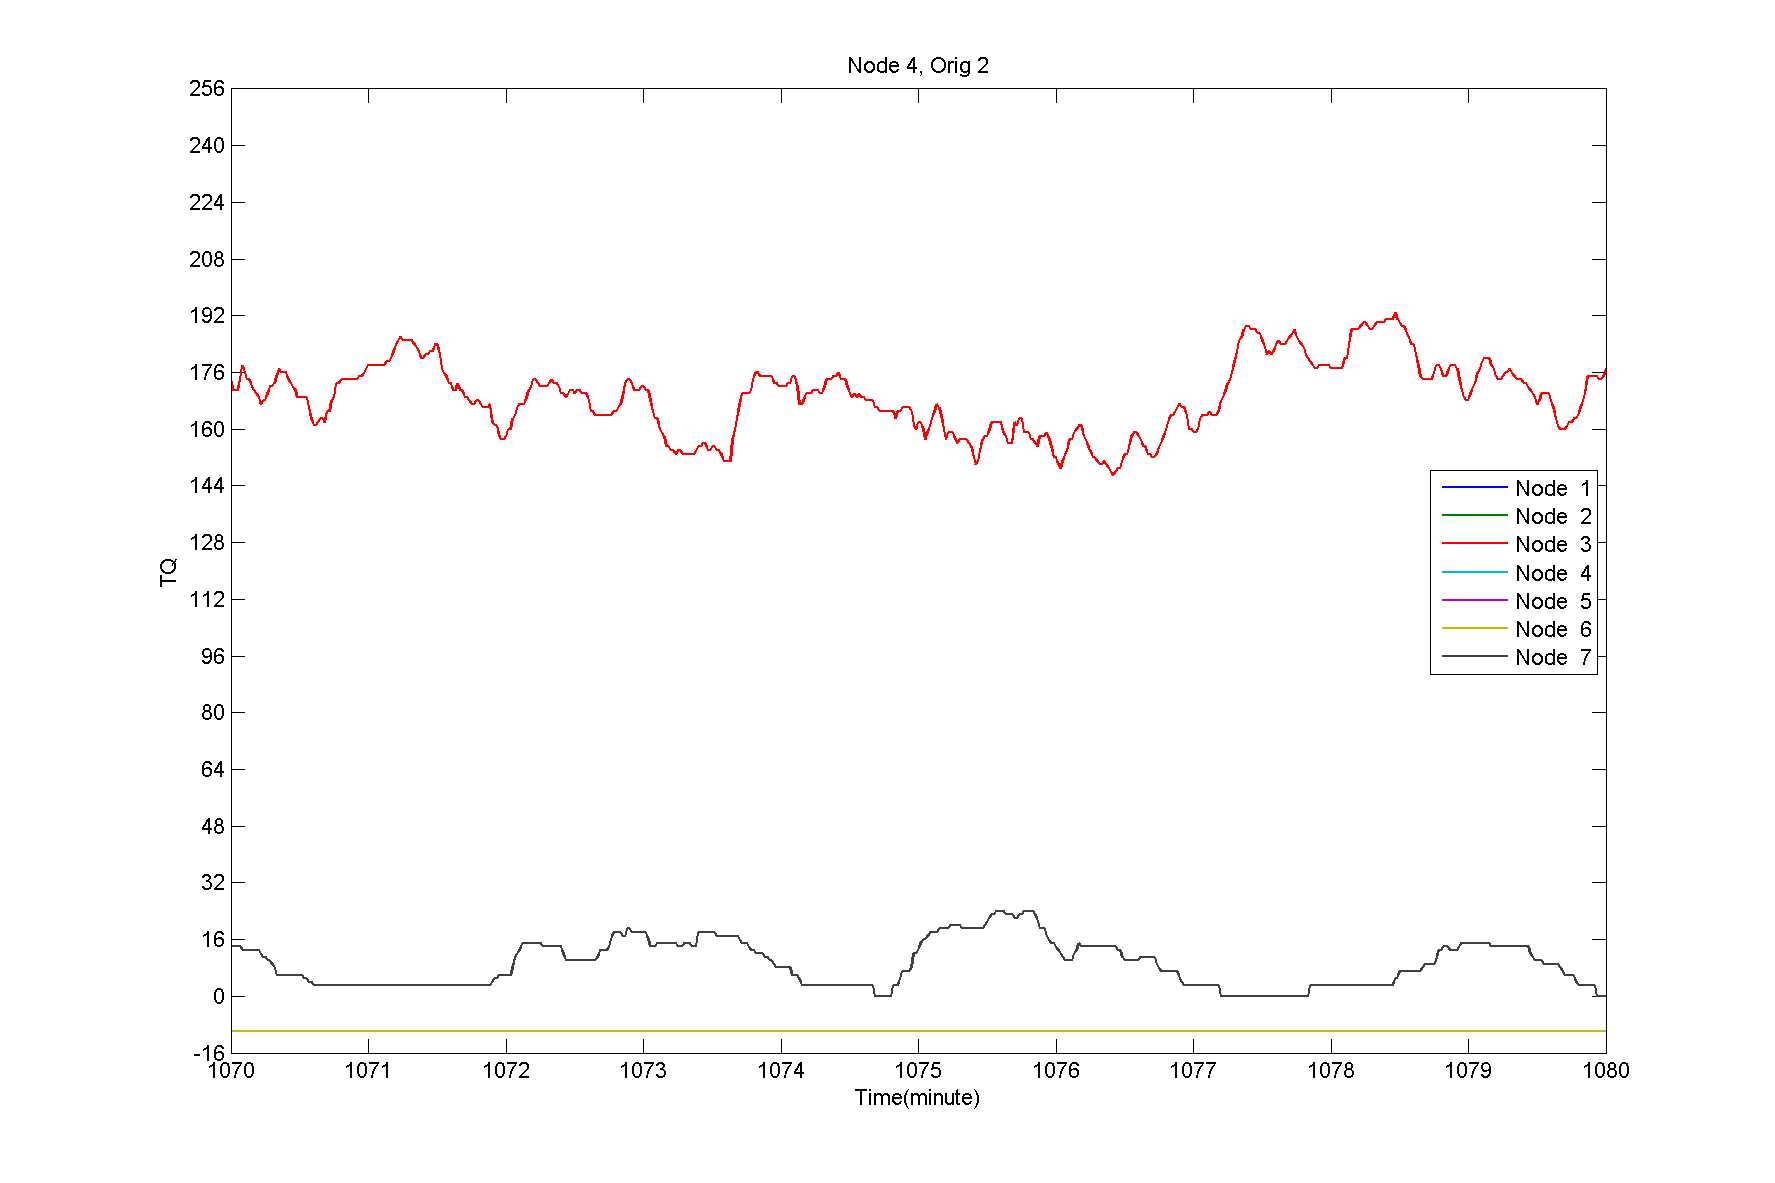 Node 4, Orig 2
256
240
224
208
192
176
160
144
128
112
96
80
64
48
32
16
0
-16
TQ
Node 1
Node 2
Node 3
Node 4
Node 5
Node 6
Node 7
1070 1071 1072 1073 1074 1075 1076 1077 1078 1079 1080
Time(minute)